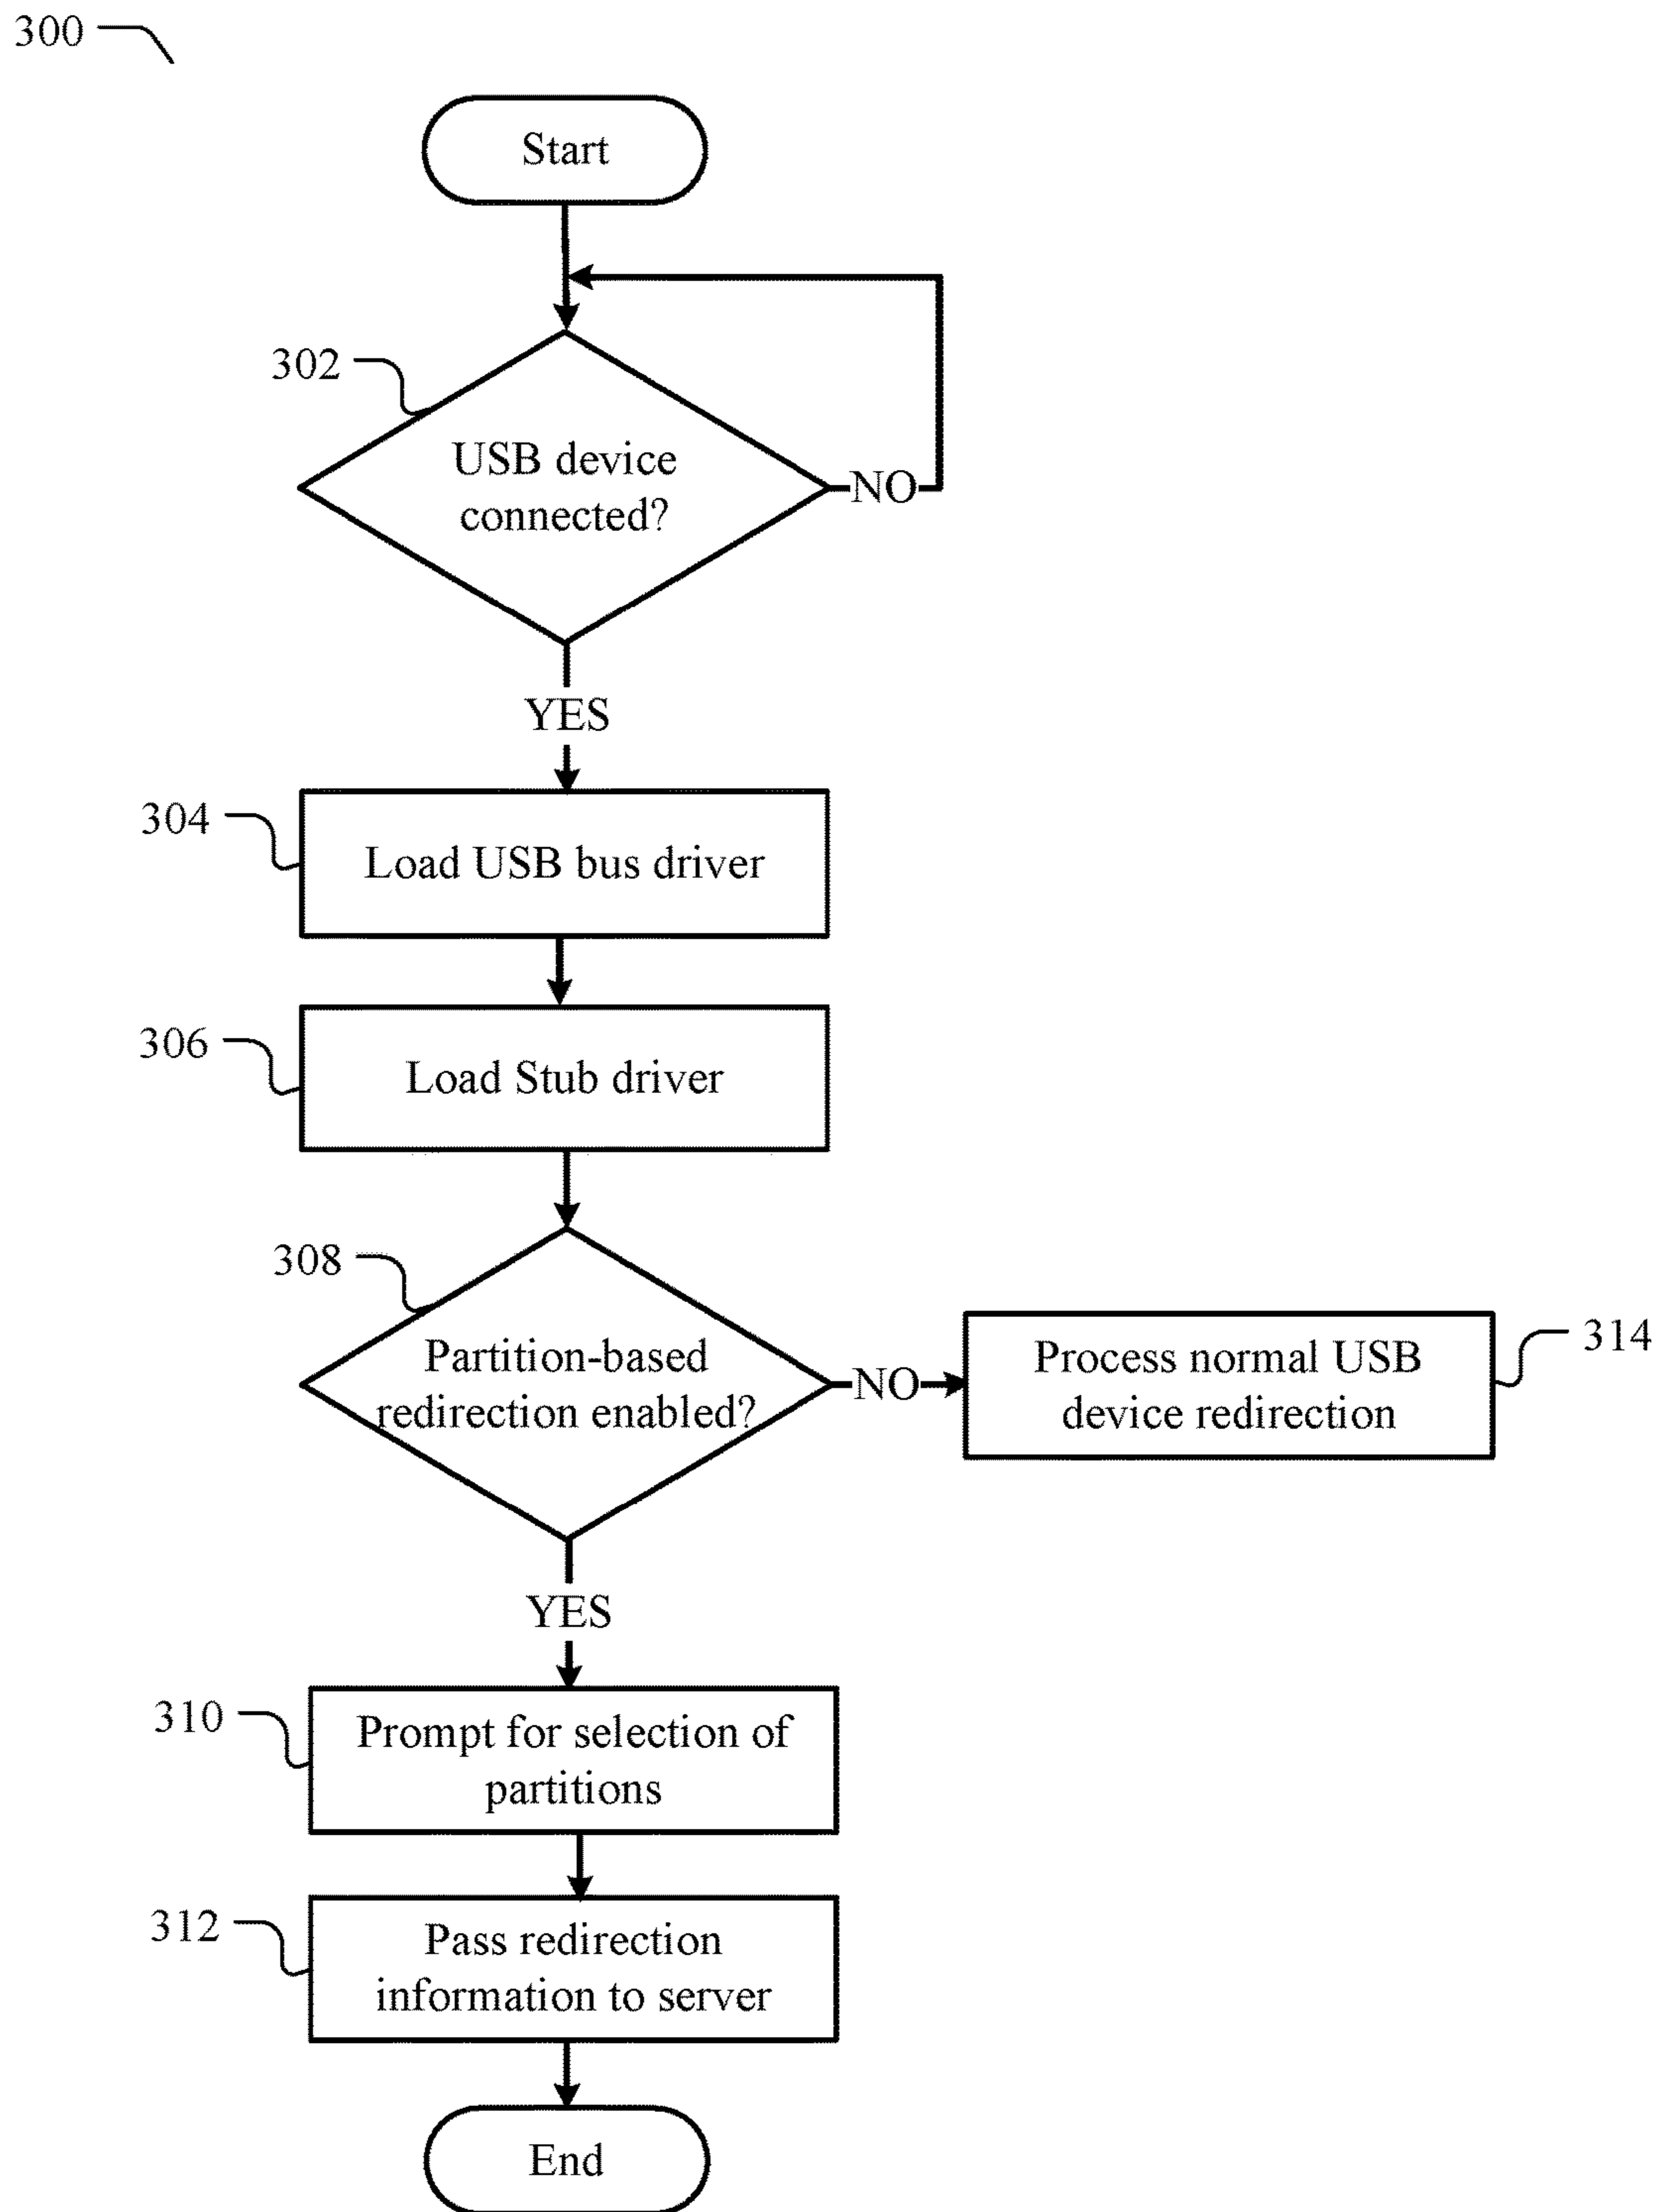 300
Start
302
USB device
connected?
NO
YES
304
Load USB bus driver
306
Load Stub driver
308
Partition-based
redirection enabled?
NO
Process normal USB
device redirection
314
YES
310
Prompt for selection of
partitions
312
Pass redirection
information to server
End